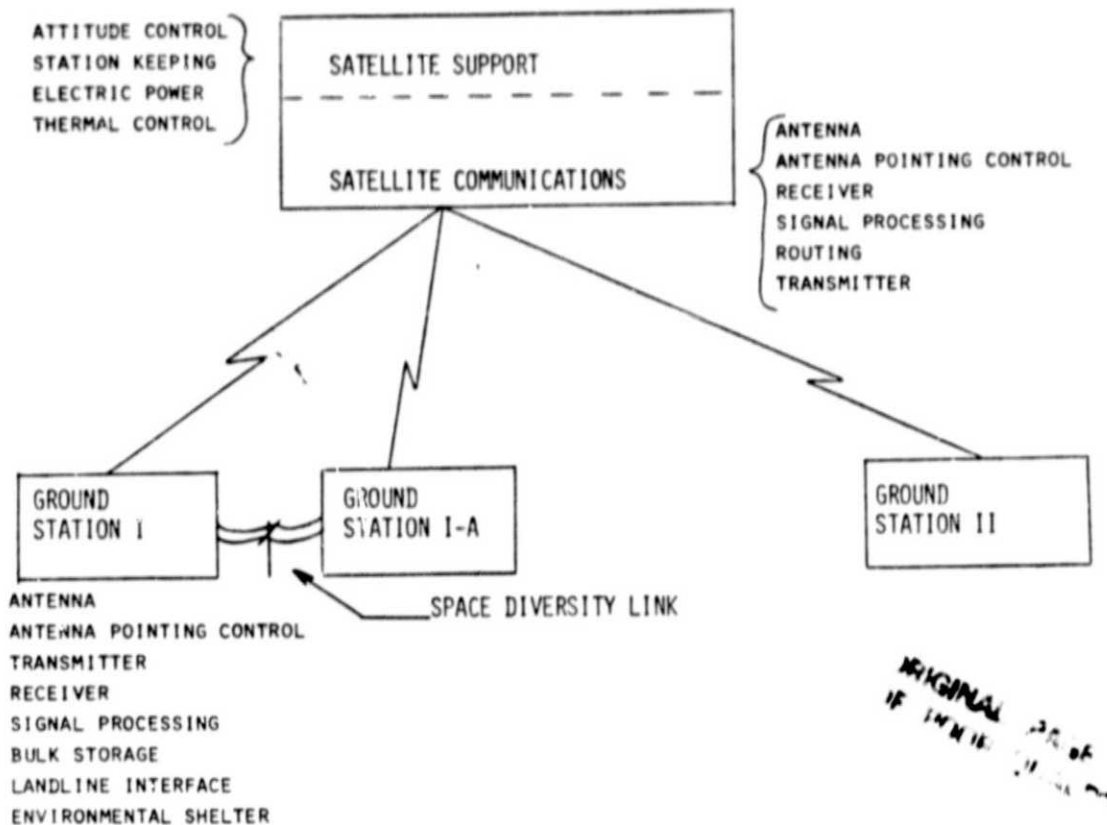 ATTITUDE CONTROL
STATION KEEPING
ELECTRIC POWER
THERMAL CONTROL
SATELLITE SUPPORT
SATELLITE COMMUNICATIONS
ANTENNA
ANTENNA POINTING CONTROL
RECEIVER
SIGNAL PROCESSING
ROUTING
TRANSMITTER
GROUND
STATION I
GROUND
STATION I-A
GROUND
STATION II
SPACE DIVERSITY LINK
ANTENNA
ANTENNA POINTING CONTROL
TRANSMITTER
RECEIVER
SIGNAL PROCESSING
BULK STORAGE
LANDLINE INTERFACE
ENVIRONMENTAL SHELTER